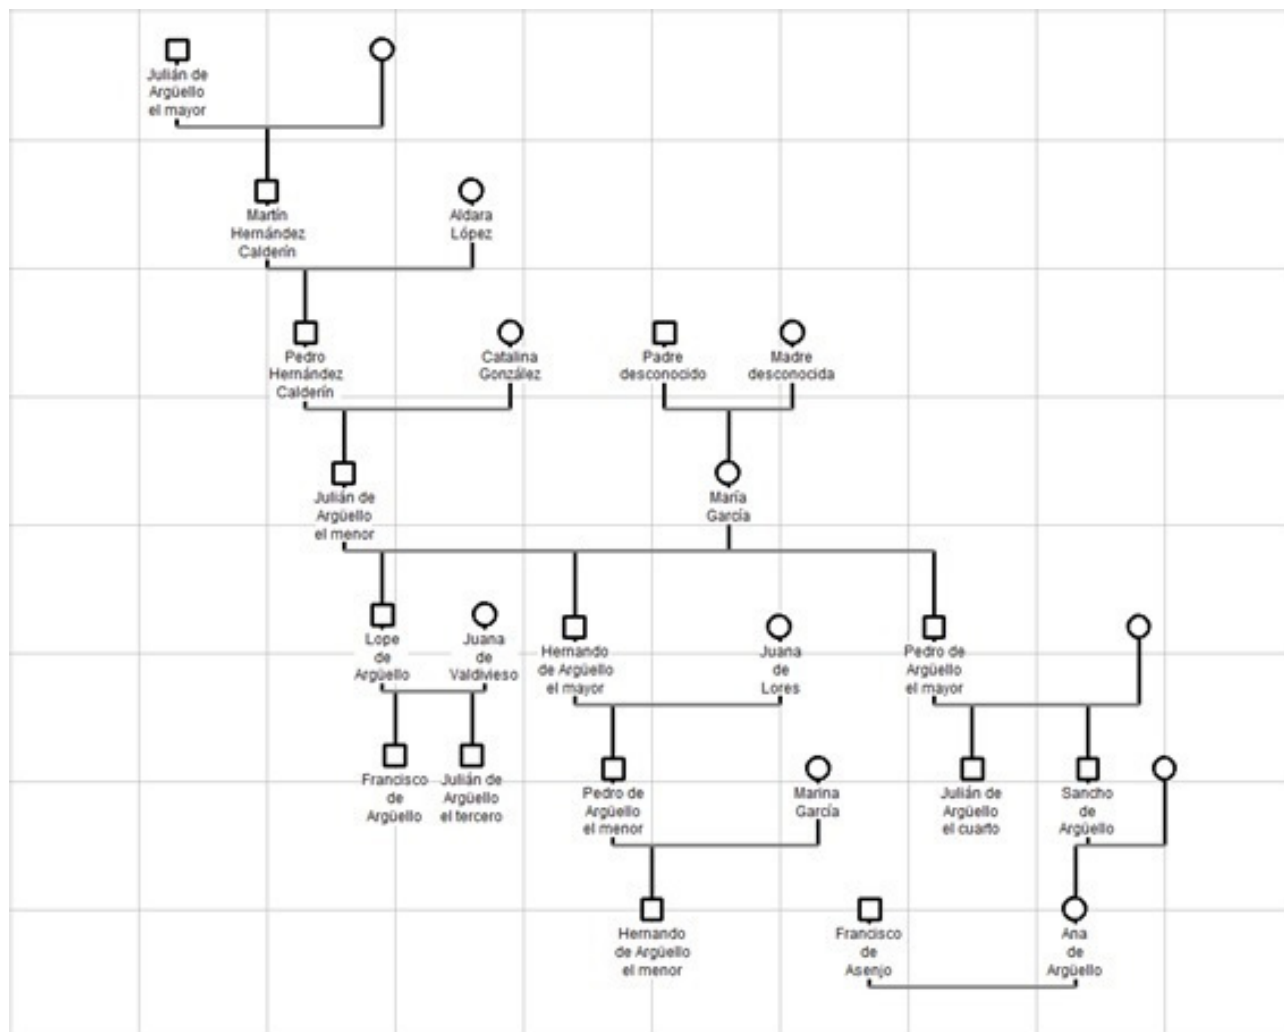 Julián de
Argüello
el mayor
Martín
Hernández
Calderín
Aldara
López
Pedro
Hernández
Calderín
Catalina
González
Padre
desconocido
Madre
desconocida
Julián de
Argüello
el menor
María
García
Lope
de
Argüello
Juana
de
Valdivieso
Hernando
de Argüello
el mayor
Juana
de
Lores
Pedro de
Argüello
el mayor
Francisco
de
Argüello
Julián de
Argüello
el tercero
Pedro de
Argüello
el menor
Marina
García
Julián de
Argüello
el cuarto
Sancho
de
Argüello
Hernando
de Argüello
el menor
Francisco
de
Asenjo
Ana
de
Argüello